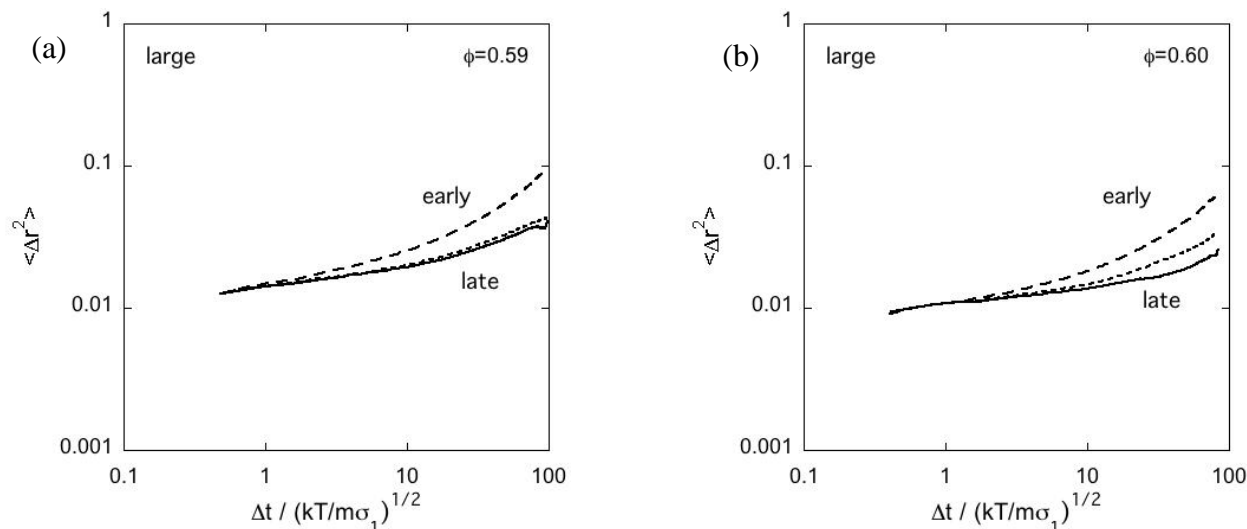 (a)
large
φ=0.59
early
late
1
0.1
0.01
0.001
<Δr²>
0.1
1
10
100
Δt / (kT/mσ₁)^1/2
(b)
large
φ=0.60
early
late
1
0.1
0.01
0.001
<Δr²>
0.1
1
10
100
Δt / (kT/mσ₁)^1/2